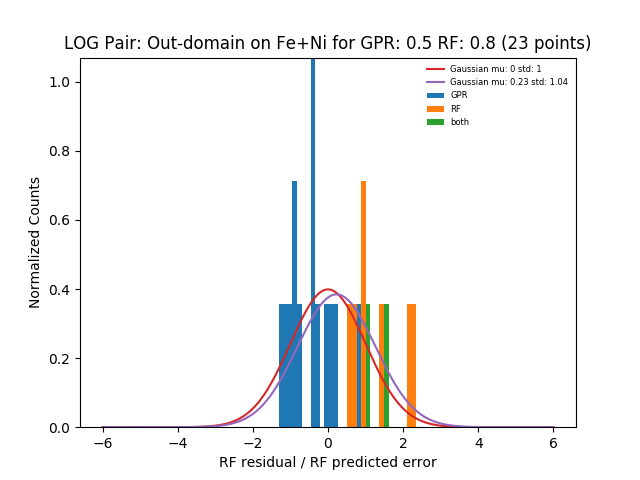 LOG Pair: Out-domain on Fe+Ni for GPR: 0.5 RF: 0.8 (23 points)
Gaussian mu: 0 std: 1
Gaussian mu: 0.23 std: 1.04
GPR
RF
both
1.0
0.8
0.6
0.4
0.2
0.0
Normalized Counts
−6
−4
−2
0
2
4
6
RF residual / RF predicted error